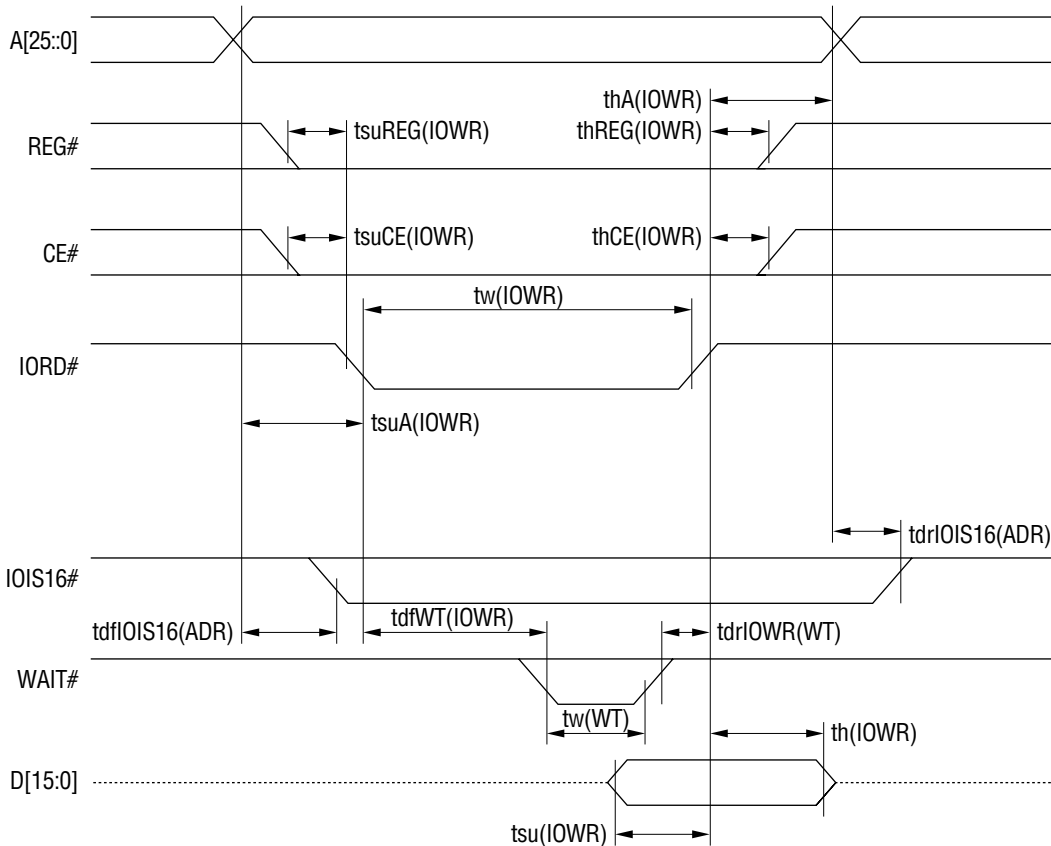 A[25::0]
thA(IOWR)
tsuREG(IOWR)
thREG(IOWR)
REG#
tsuCE(IOWR)
thCE(IOWR)
CE#
tw(IOWR)
IORD#
tsuA(IOWR)
tdrIOIS16(ADR)
IOIS16#
tdfIOIS16(ADR)
tdfWT(IOWR)
tdrIOWR(WT)
WAIT#
tw(WT)
th(IOWR)
D[15:0]
tsu(IOWR)